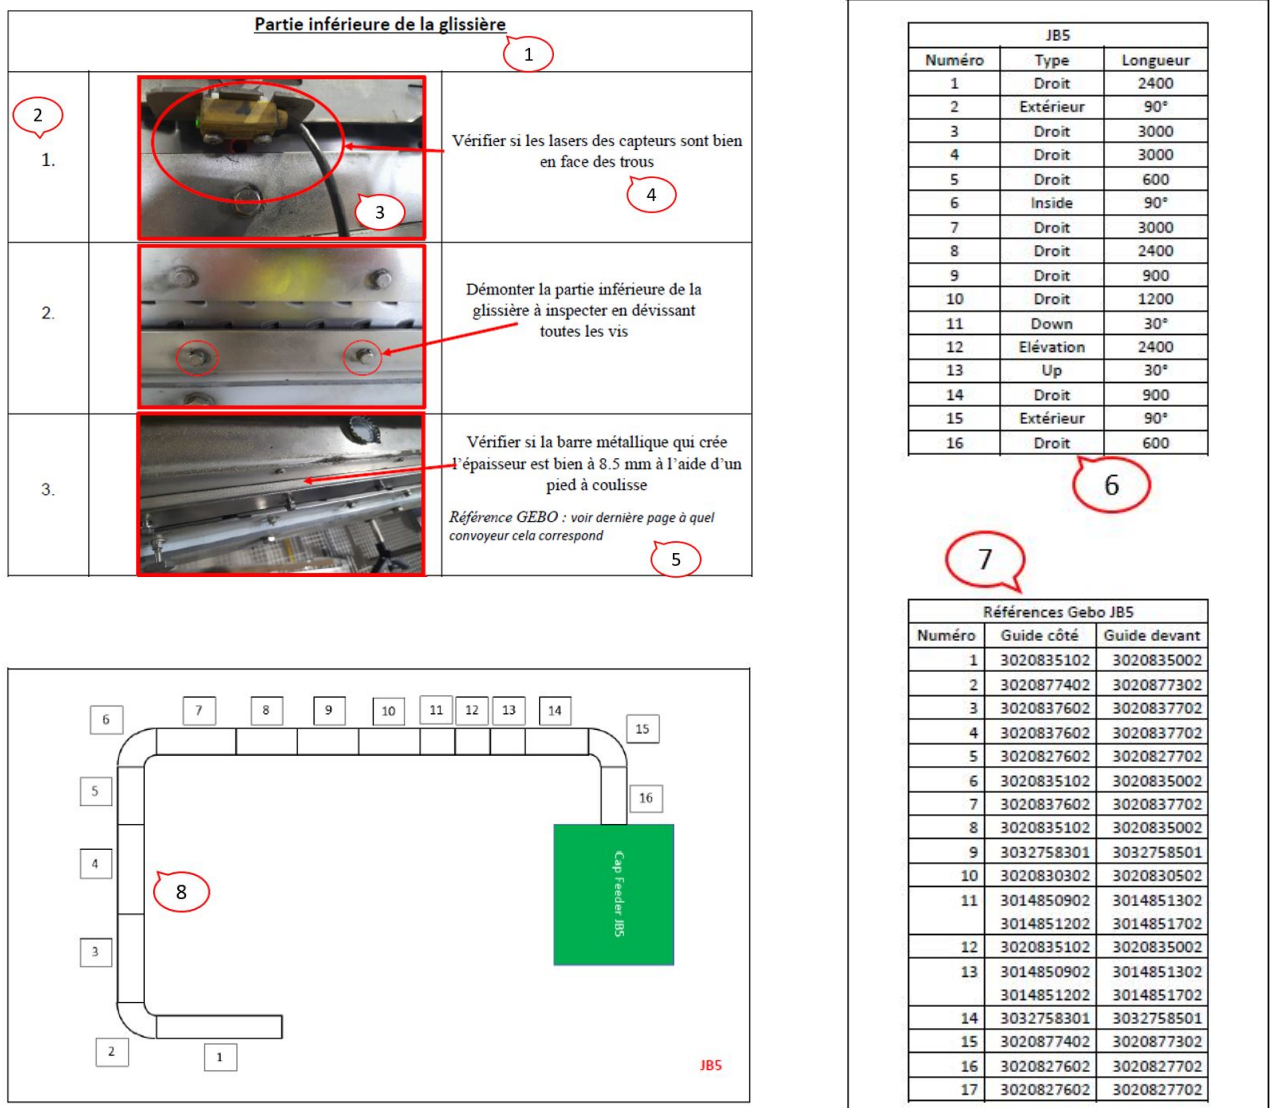 Partie inférieure de la glissière
1
2
1.
3
Vérifier si les lasers des capteurs sont bien
en face des trous
4
2.
Démonter la partie inférieure de la
glissière à inspecter en dévissant
toutes les vis
3.
Vérifier si la barre métallique qui crée
l'épaisseur est bien à 8.5 mm à l'aide d'un
pied à coulisse
Référence GEBO : voir dernière page à quel
convoyeur cela correspond
5
JB5
Numéro Type Longueur
1 Droit 2400
2 Extérieur 90°
3 Droit 3000
4 Droit 3000
5 Droit 600
6 Inside 90°
7 Droit 3000
8 Droit 2400
9 Droit 900
10 Droit 1200
11 Down 30°
12 Elévation 2400
13 Up 30°
14 Droit 900
15 Extérieur 90°
16 Droit 600
6
7
Références Gebo JB5
Numéro Guide côté Guide devant
1 3020835102 3020835002
2 3020877402 3020877302
3 3020837602 3020837702
4 3020837602 3020837702
5 3020827602 3020827702
6 3020835102 3020835002
7 3020837602 3020837702
8 3020835102 3020835002
9 3032758301 3032758501
10 3020830302 3020830502
11 3014850902 3014851302
3014851202 3014851702
12 3020835102 3020835002
13 3014850902 3014851302
3014851202 3014851702
14 3032758301 3032758501
15 3020877402 3020877302
16 3020827602 3020827702
17 3020827602 3020827702
6
7
8
9
10
11
12
13
14
15
5
16
4
8
Cap Feeder JB5
3
2
1
JB5